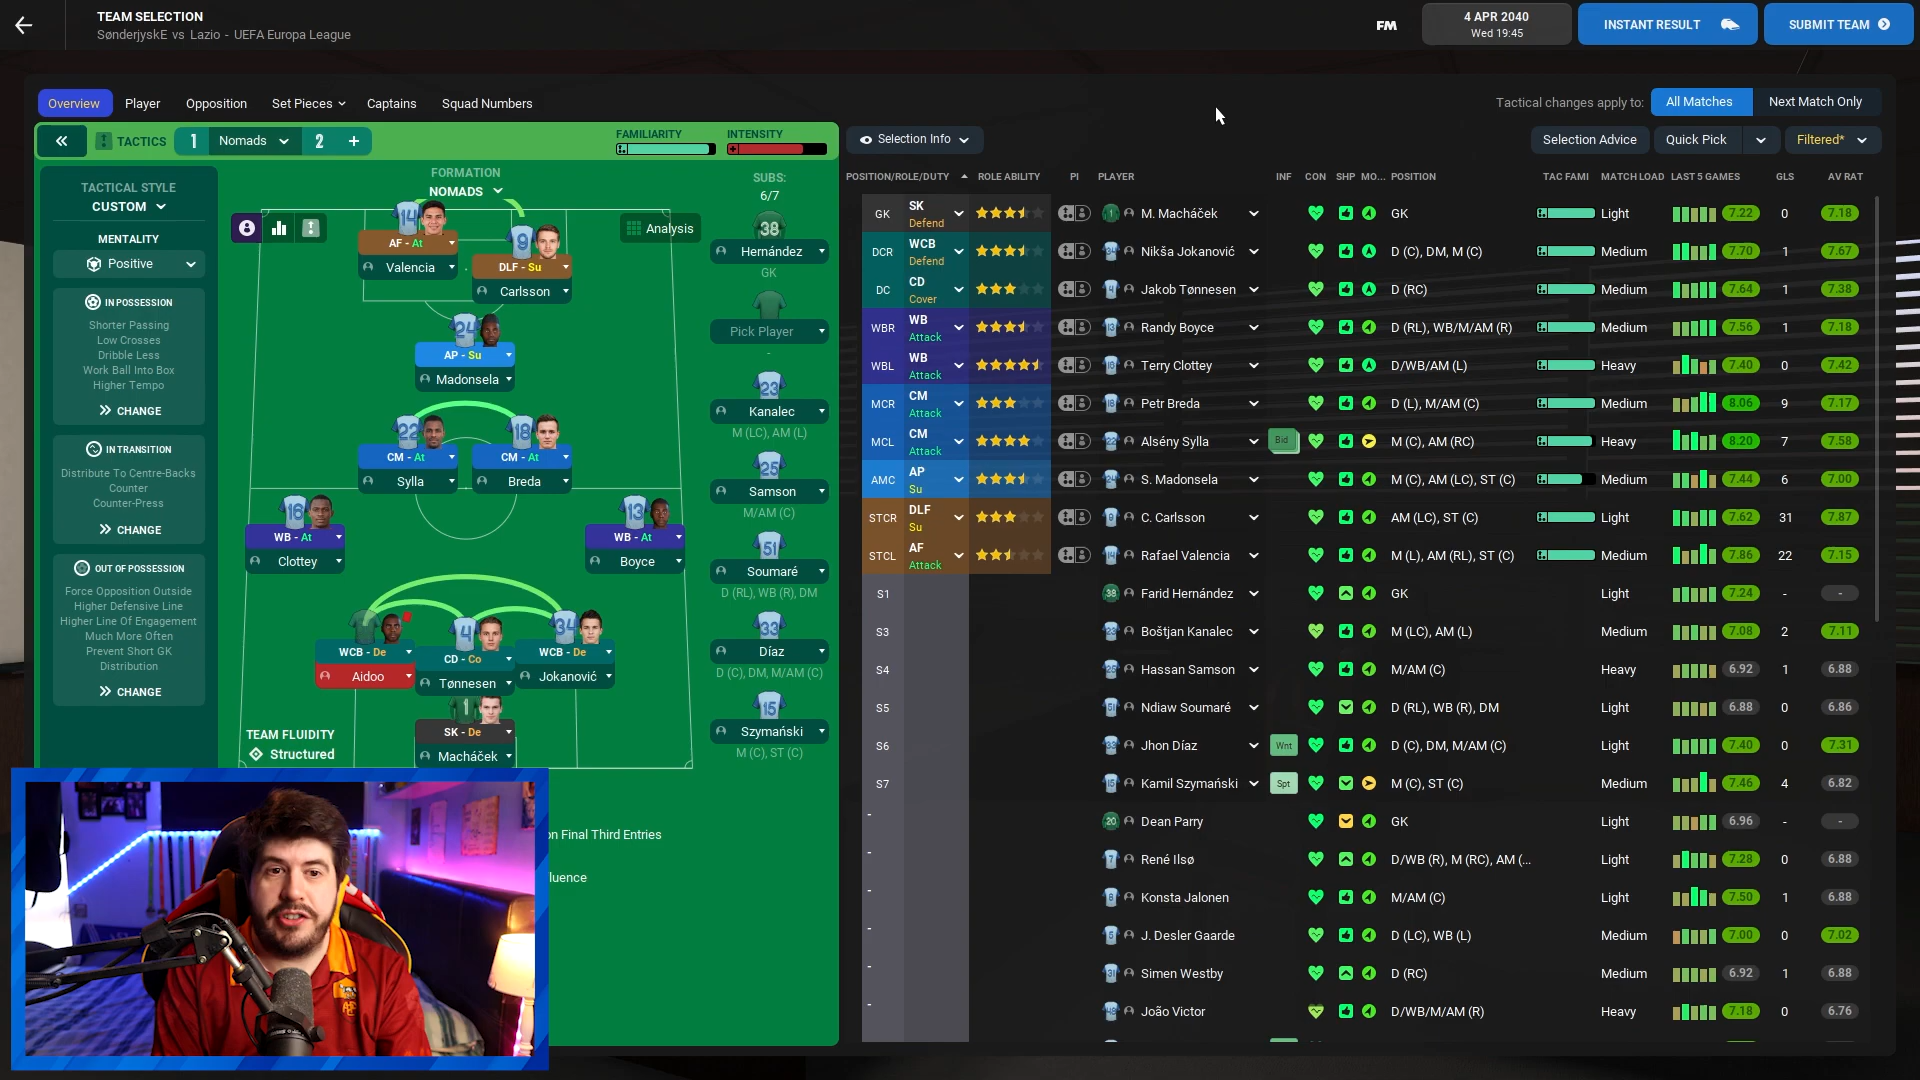 TEAM SELECTION
SønderjyskE vs Lazio - UEFA Europa League
FM
4 APR 2040
Wed 19:45
INSTANT RESULT
SUBMIT TEAM
Overview Player Opposition Set Pieces Captains Squad Numbers
Tactical changes apply to: All Matches Next Match Only
TACTICS 1 Nomads 2 +
FAMILIARITY INTENSITY
Selection Info
Selection Advice Quick Pick Filtered*
TACTICAL STYLE
CUSTOM
MENTALITY
Positive
IN POSSESSION
Shorter Passing
Low Crosses
Dribble Less
Work Ball Into Box
Higher Tempo
CHANGE
IN TRANSITION
Distribute To Centre-Backs
Counter
Counter-Press
CHANGE
OUT OF POSSESSION
Force Opposition Outside
Higher Defensive Line
Higher Line Of Engagement
Much More Often
Prevent Short GK
Distribution
CHANGE
FORMATION
NOMADS
Analysis
14
AF - At
Valencia
9
DLF - Su
Carlsson
24
AP - Su
Madonsela
22
CM - At
Sylla
18
CM - At
Breda
16
WB - At
Clottey
13
WB - At
Boyce
WCB - De
Aidoo
4
CD - Co
Tønnesen
34
WCB - De
Jokanović
1
SK - De
Macháček
TEAM FLUIDITY
Structured
on Final Third Entries
luence
SUBS:
6/7
38
Hernández
GK
Pick Player
-
23
Kanalec
M (LC), AM (L)
25
Samson
M/AM (C)
51
Soumaré
D (RL), WB (R), DM
33
Díaz
D (C), DM, M/AM (C)
15
Szymański
M (C), ST (C)
POSITION/ROLE/DUTY ROLE ABILITY PI PLAYER INF CON SHP MO... POSITION TAC FAMI MATCH LOAD LAST 5 GAMES GLS AV RAT
GK SK Defend M. Macháček GK Light 7.22 0 7.18
DCR WCB Defend Nikša Jokanović D (C), DM, M (C) Medium 7.70 1 7.67
DC CD Cover Jakob Tønnesen D (RC) Medium 7.64 1 7.38
WBR WB Attack Randy Boyce D (RL), WB/M/AM (R) Medium 7.56 1 7.18
WBL WB Attack Terry Clottey D/WB/AM (L) Heavy 7.40 0 7.42
MCR CM Attack Petr Breda D (L), M/AM (C) Medium 8.06 9 7.17
MCL CM Attack Alsény Sylla Bid M (C), AM (RC) Heavy 8.20 7 7.58
AMC AP Su S. Madonsela M (C), AM (LC), ST (C) Medium 7.44 6 7.00
STCR DLF Su C. Carlsson AM (LC), ST (C) Light 7.62 31 7.87
STCL AF Attack Rafael Valencia M (L), AM (RL), ST (C) Medium 7.86 22 7.15
S1 Farid Hernández GK Light 7.24 - -
S3 Boštjan Kanalec M (LC), AM (L) Medium 7.08 2 7.11
S4 Hassan Samson M/AM (C) Heavy 6.92 1 6.88
S5 Ndiaw Soumaré D (RL), WB (R), DM Light 6.88 0 6.86
S6 Jhon Díaz Wnt D (C), DM, M/AM (C) Light 7.40 0 7.31
S7 Kamil Szymański Spt M (C), ST (C) Medium 7.46 4 6.82
- Dean Parry GK Light 6.96 - -
- René Ilsø D/WB (R), M (RC), AM (... Light 7.28 0 6.88
- Konsta Jalonen M/AM (C) Light 7.50 1 6.88
- J. Desler Gaarde D (LC), WB (L) Medium 7.00 0 7.02
- Simen Westby D (RC) Medium 6.92 1 6.88
- João Victor D/WB/M/AM (R) Heavy 7.18 0 6.76